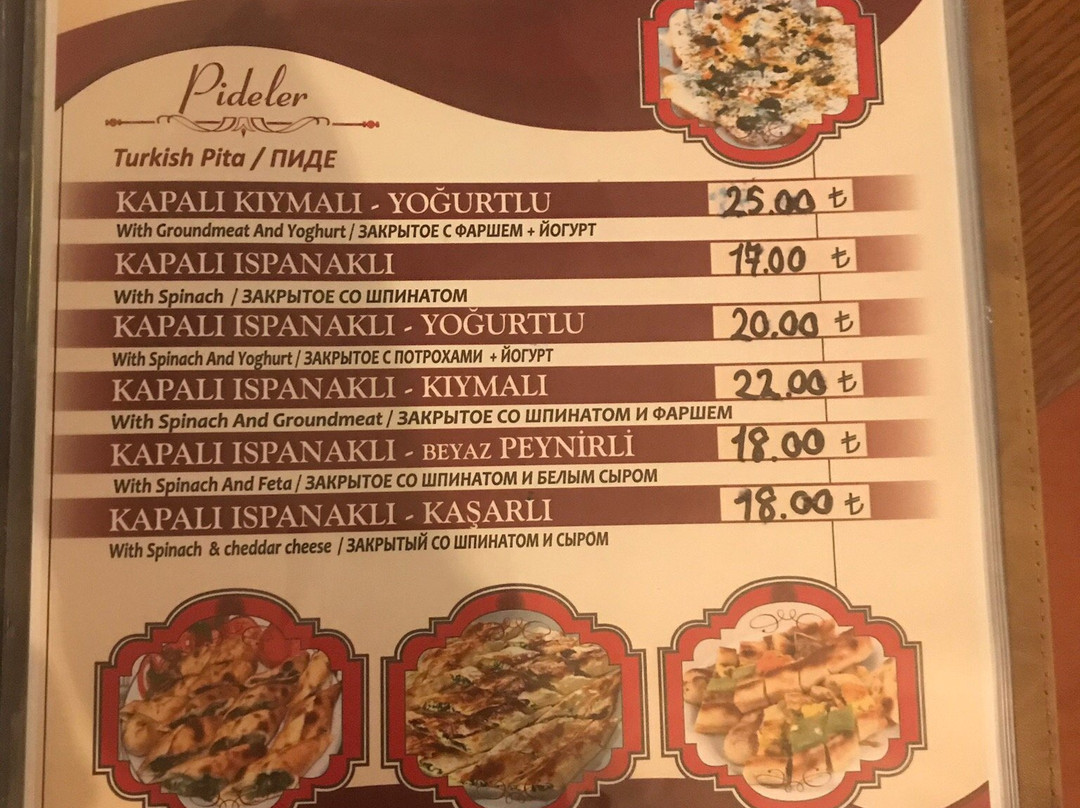 Pideler
Turkish Pita / ПИДЕ
KAPALI KIYMALI - YOĞURTLU 25.00 ₺
With Groundmeat And Yoghurt / ЗАКРЫТОЕ С ФАРШЕМ + ЙОГУРТ
KAPALI ISPANAKLI 17.00 ₺
With Spinach / ЗАКРЫТОЕ СО ШПИНАТОМ
KAPALI ISPANAKLI - YOĞURTLU 20.00 ₺
With Spinach And Yoghurt / ЗАКРЫТОЕ С ПОТРОХАМИ + ЙОГУРТ
KAPALI ISPANAKLI - KIYMALI 22.00 ₺
With Spinach And Groundmeat / ЗАКРЫТОЕ СО ШПИНАТОМ И ФАРШЕМ
KAPALI ISPANAKLI - BEYAZ PEYNİRLİ 18.00 ₺
With Spinach And Feta / ЗАКРЫТОЕ СО ШПИНАТОМ И БЕЛЫМ СЫРОМ
KAPALI ISPANAKLI - KAŞARLI 18.00 ₺
With Spinach & cheddar cheese / ЗАКРЫТЫЙ СО ШПИНАТОМ И СЫРОМ